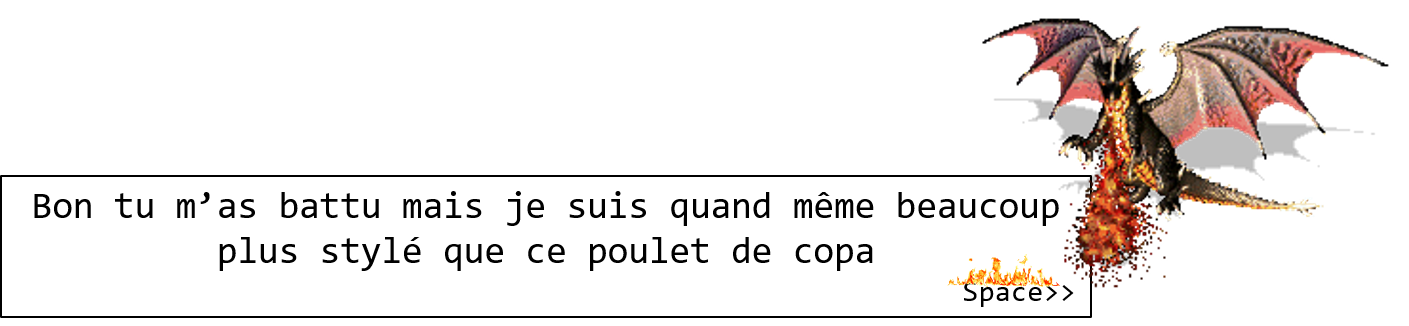 Bon tu m’as battu mais je suis quand même beaucoup
plus stylé que ce poulet de copa
Space>>